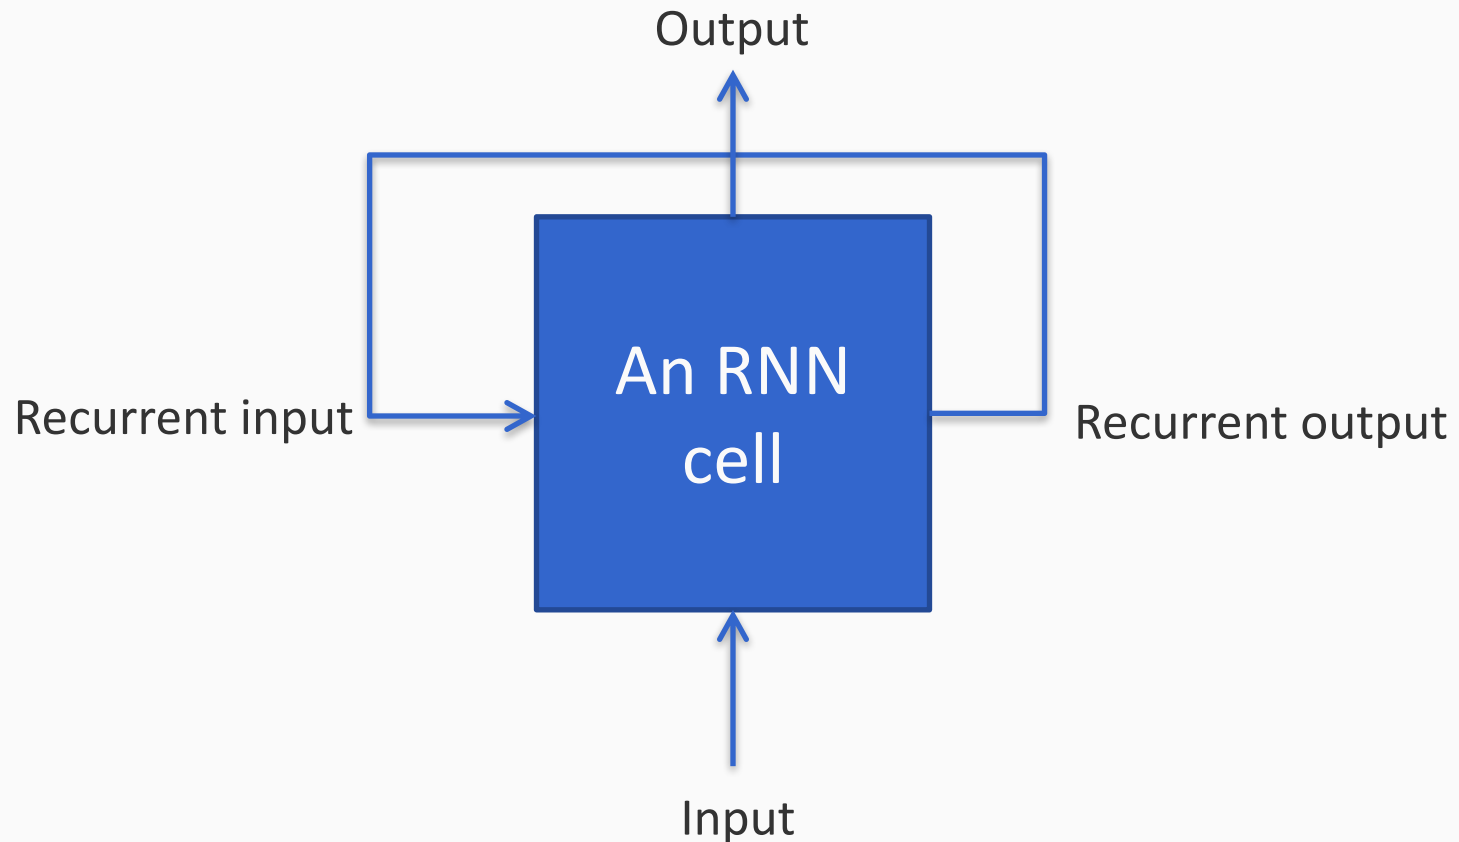 Output
An RNN
cell
Recurrent input
Recurrent output
Input